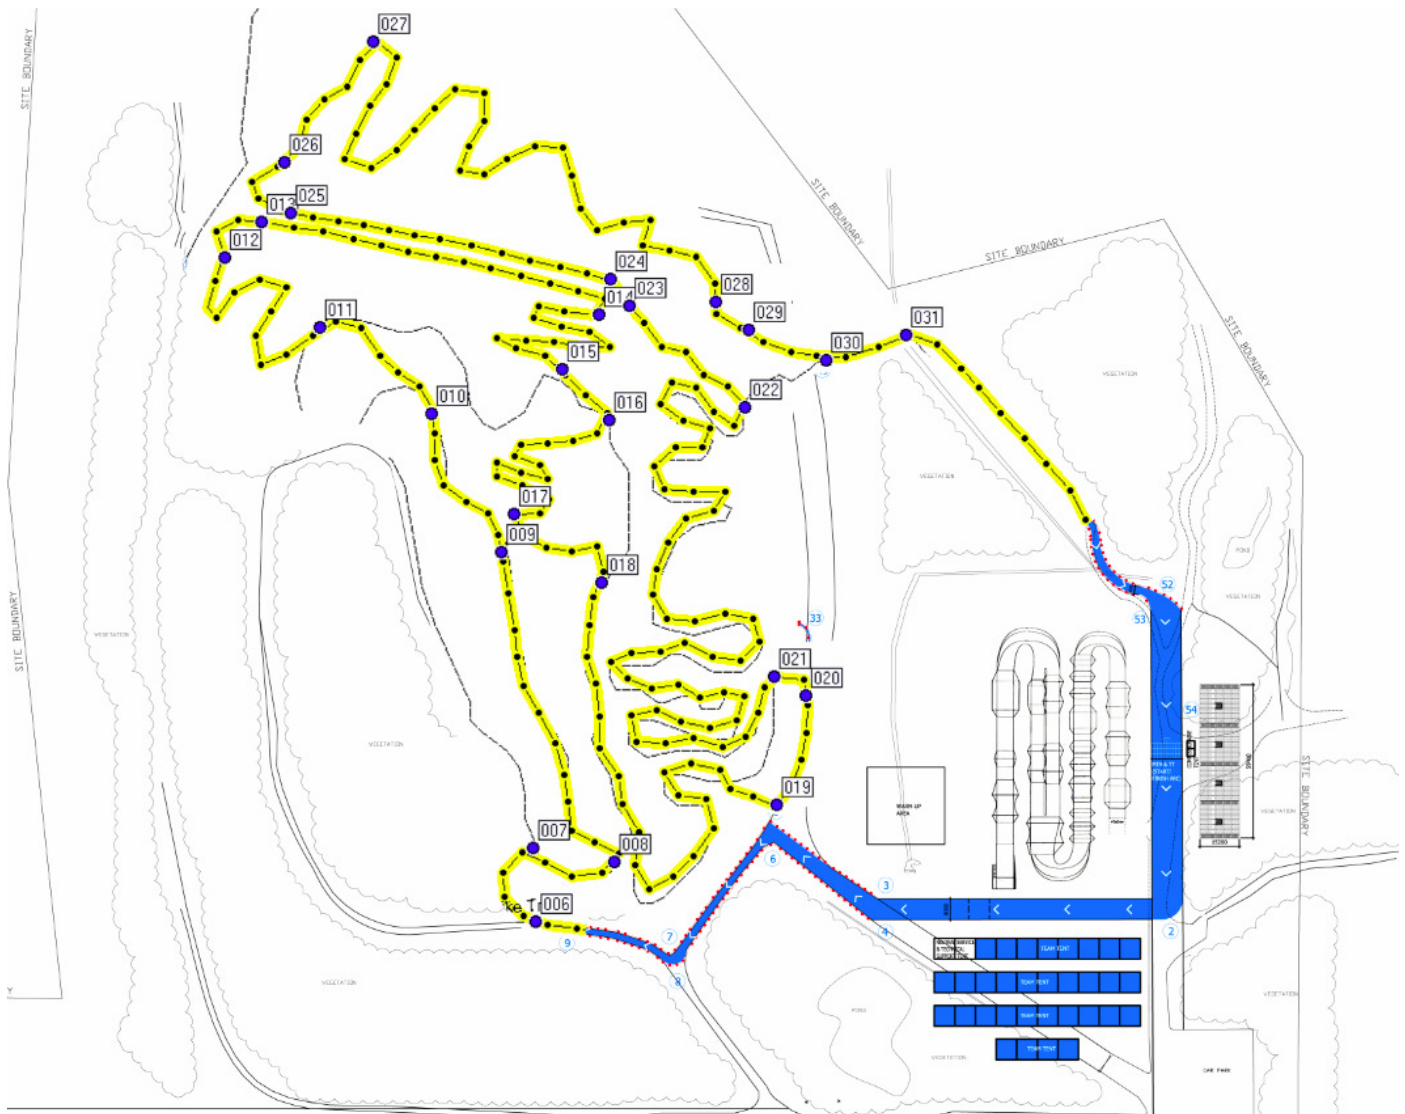 027
SITE BOUNDARY
026
025
013
012
SITE BOUNDARY
SITE BOUNDARY
024
023
014
028
029
031
030
011
015
SITE BOUNDARY
VEGETATION
022
016
010
VEGETATION
017
009
POND
018
52
VEGETATION
SITE BOUNDARY
33
53
VEGETATION
021
020
54
VEGETATION
SITE BOUNDARY
019
WARM-UP
AREA
VEGETATION
007
008
6
3
006
9
7
4
2
8
TEAM TENT
VEGETATION
TEAM TENT
VEGETATION
POND
TEAM TENT
TEAM TENT
VEGETATION
CAR PARK
Y